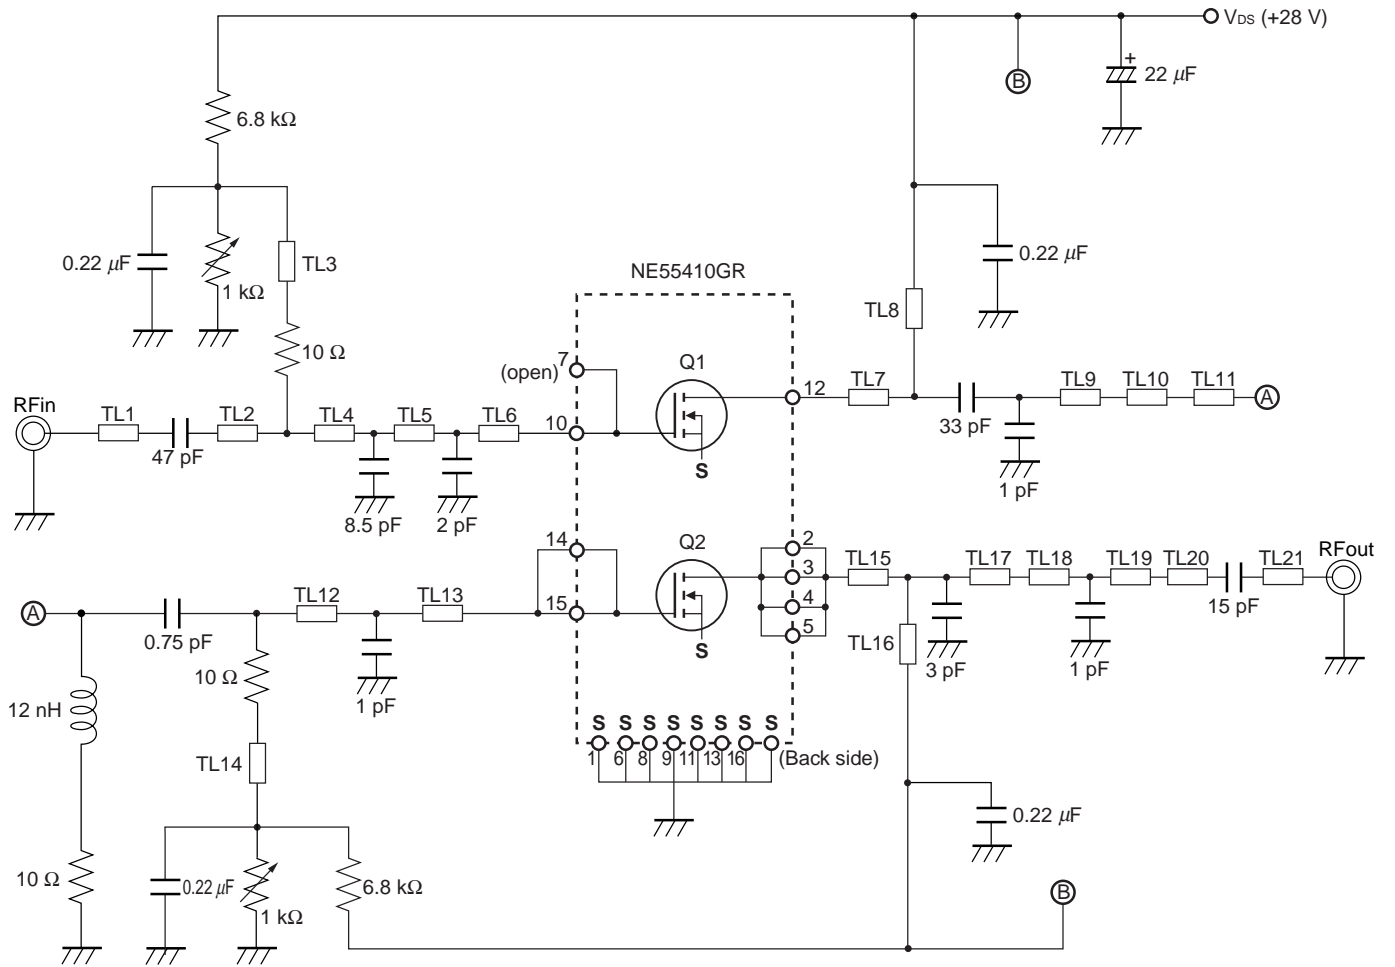 VDS (+28 V)
B
+
22 μF
6.8 kΩ
0.22 μF
1 kΩ
TL3
10 Ω
NE55410GR
TL8
0.22 μF
7
(open)
Q1
12
TL7
33 pF
TL9
TL10
TL11
A
1 pF
RFin
TL1
47 pF
TL2
TL4
TL5
TL6
10
S
8.5 pF
2 pF
14
Q2
2
3
4
5
TL15
TL17
TL18
TL19
TL20
TL21
RFout
15 pF
A
0.75 pF
TL12
TL13
15
S
TL16
3 pF
1 pF
10 Ω
1 pF
12 nH
TL14
S S S S S S S S
1 6 8 9 11 13 16 (Back side)
0.22 μF
10 Ω
0.22 μF
1 kΩ
6.8 kΩ
B